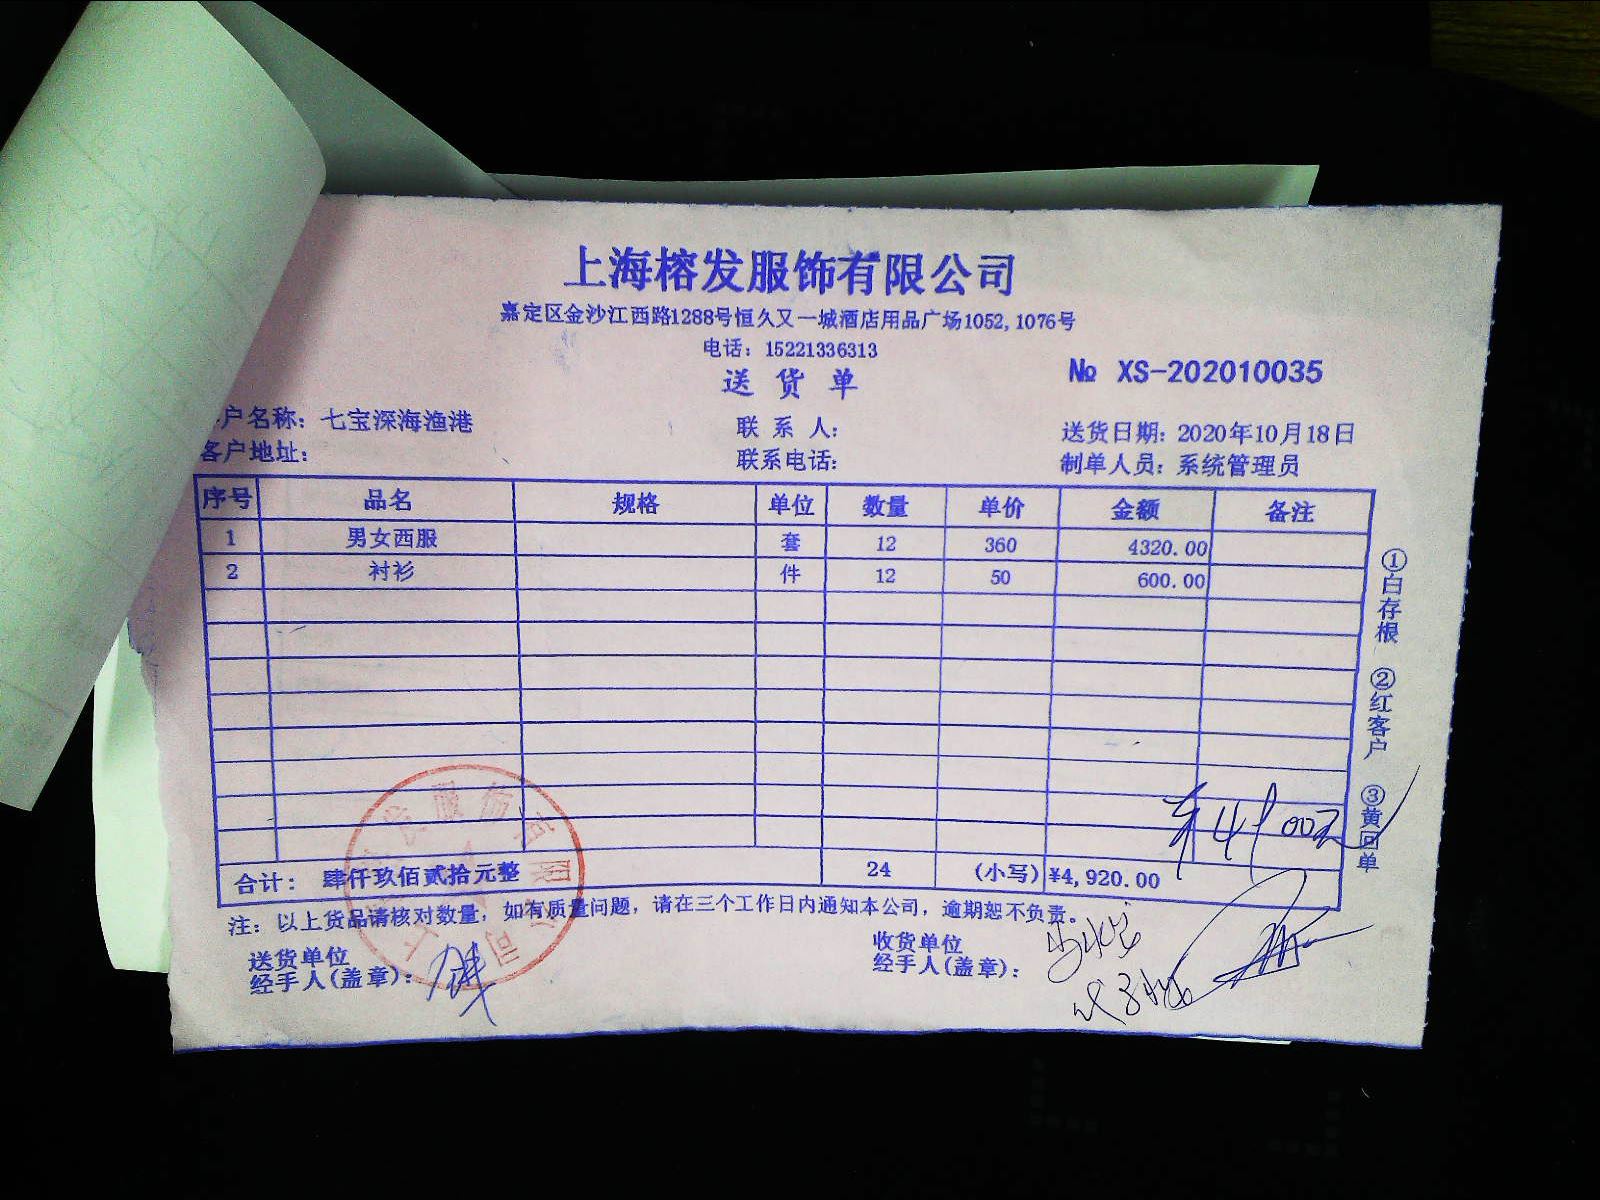 上海榕发服饰有限公司
嘉定区金沙江西路1288号恒久又一城酒店用品广场1052,1076号
电话：15221336313
送货单
№ XS-202010035
户名称：七宝深海渔港
联系人：
送货日期：2020年10月18日
客户地址：
联系电话：
制单人员：系统管理员
序号 品名 规格 单位 数量 单价 金额 备注
1 男女西服 套 12 360 4320.00
2 衬衫 件 12 50 600.00
①白存根 ②红客户 ③黄回单
合计：肆仟玖佰贰拾元整 24 (小写) ¥4,920.00
注：以上货品请核对数量，如有质量问题，请在三个工作日内通知本公司，逾期恕不负责。
送货单位
经手人(盖章)：
收货单位
经手人(盖章)：
服饰有限公司